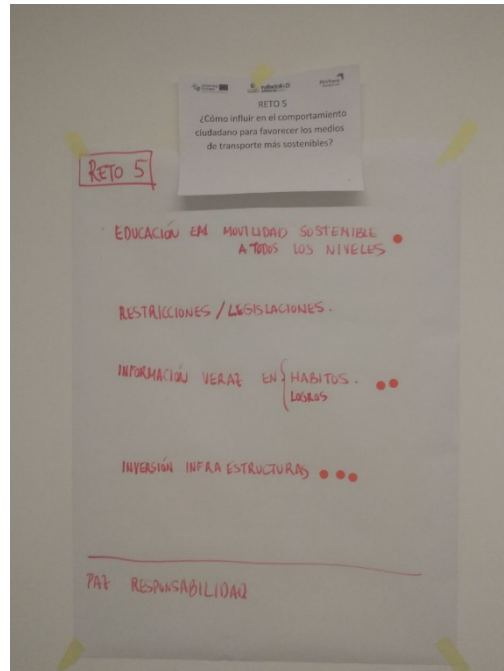 RETO 5
¿Cómo influir en el comportamiento
ciudadano para favorecer los medios
de transporte más sostenibles?
RETO 5
EDUCACIÓN EN MOVILIDAD SOSTENIBLE
A TODOS LOS NIVELES
RESTRICCIONES / LEGISLACIONES.
INFORMACIÓN VERAZ EN { HABITOS.
LOGROS
INVERSIÓN INFRAESTRUCTURAS
PAZ RESPONSABILIDAD